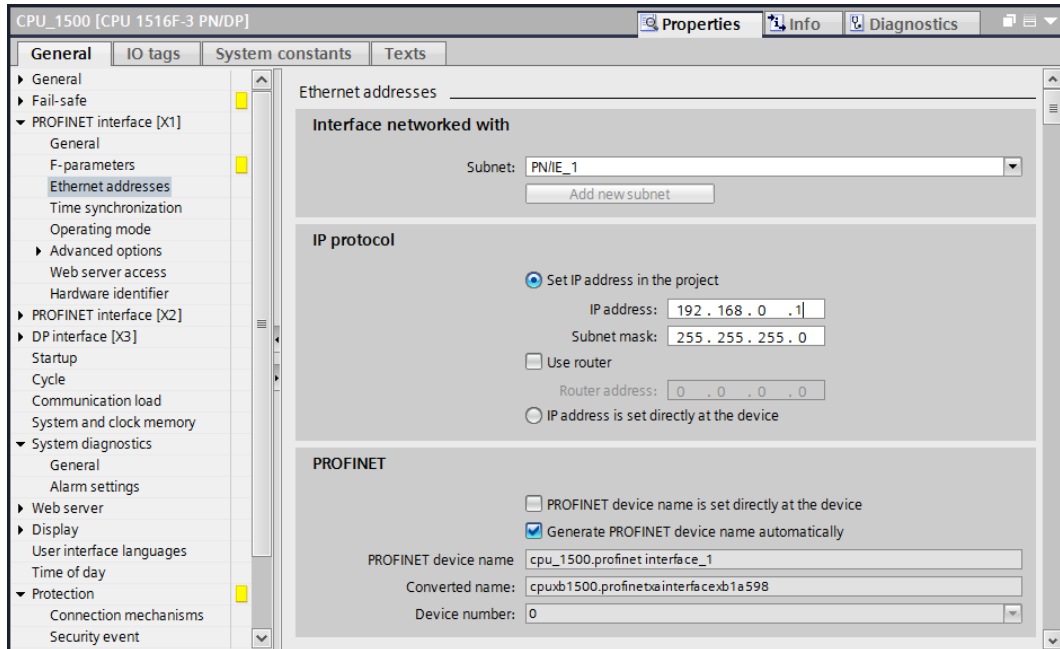 CPU_1500 [CPU 1516F-3 PN/DP]
Properties
Info
Diagnostics
General
IO tags
System constants
Texts
General
Fail-safe
PROFINET interface [X1]
General
F-parameters
Ethernet addresses
Time synchronization
Operating mode
Advanced options
Web server access
Hardware identifier
PROFINET interface [X2]
DP interface [X3]
Startup
Cycle
Communication load
System and clock memory
System diagnostics
General
Alarm settings
Web server
Display
User interface languages
Time of day
Protection
Connection mechanisms
Security event
Ethernet addresses
Interface networked with
Subnet: PN/IE_1
Add new subnet
IP protocol
Set IP address in the project
IP address: 192 . 168 . 0 . 1
Subnet mask: 255 . 255 . 255 . 0
Use router
Router address: 0 . 0 . 0 . 0
IP address is set directly at the device
PROFINET
PROFINET device name is set directly at the device
Generate PROFINET device name automatically
PROFINET device name cpu_1500.profinet interface_1
Converted name: cpuxb1500.profinetxainterfacexb1a598
Device number: 0